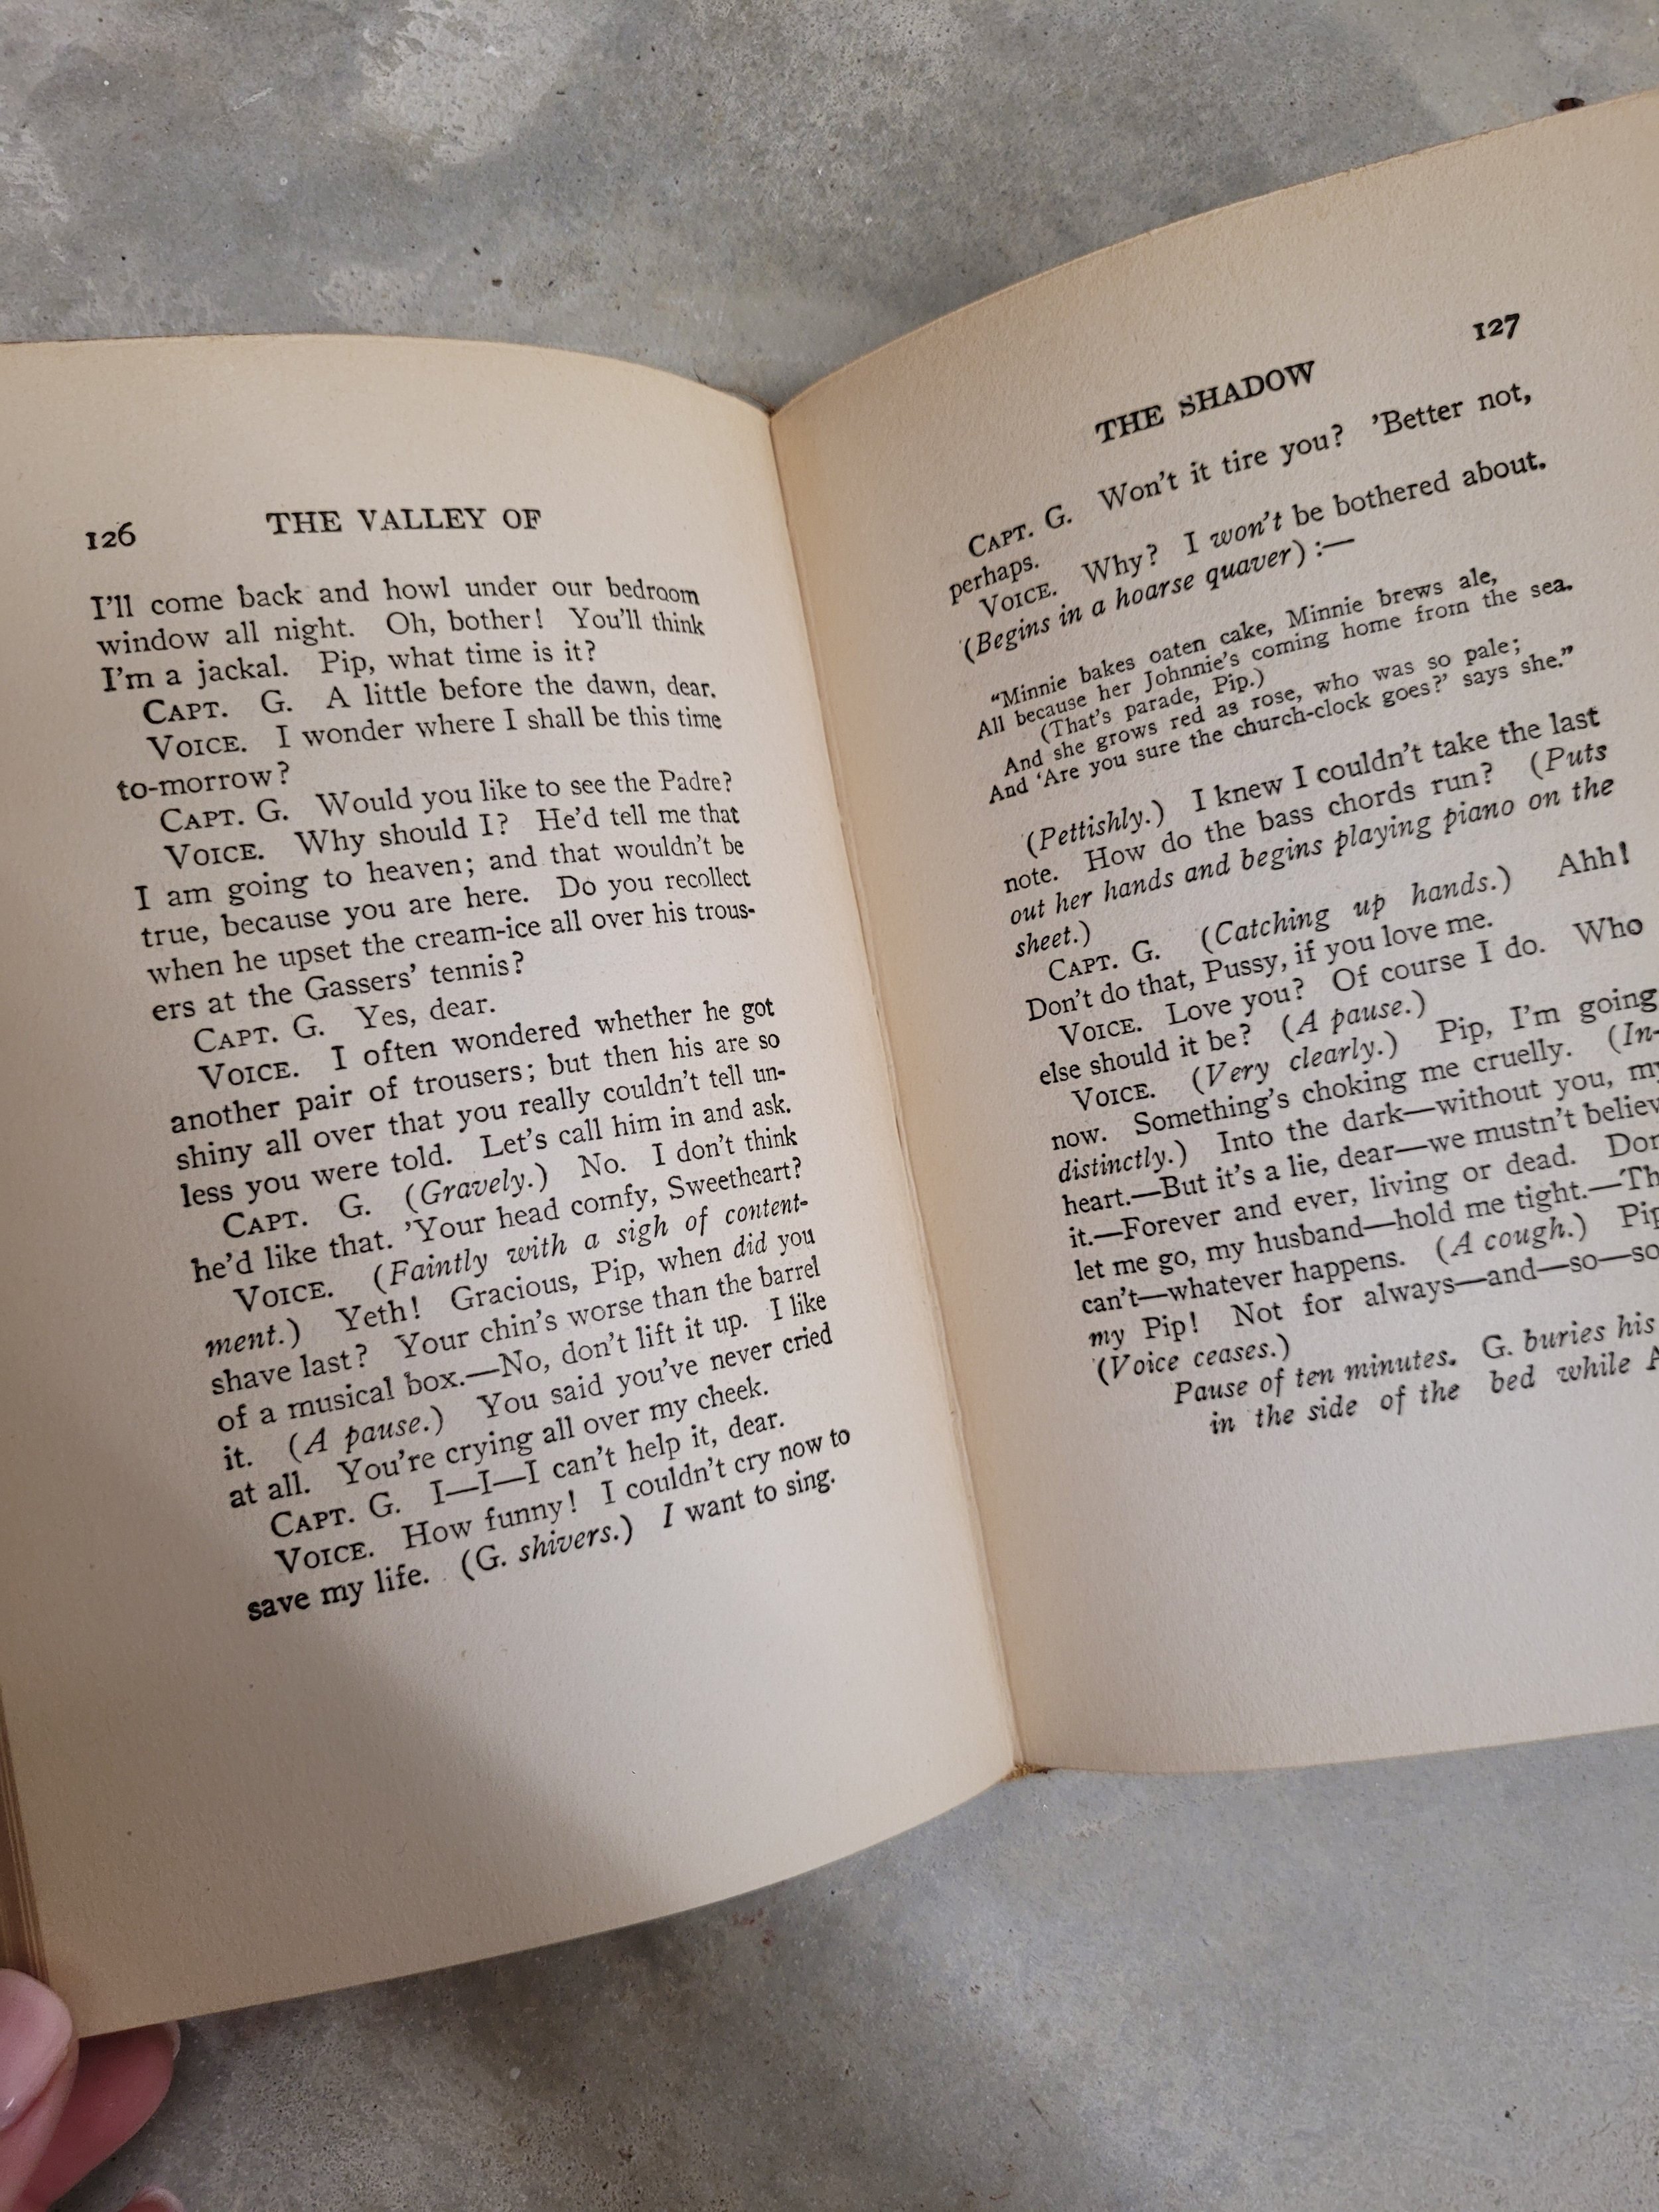 126
THE VALLEY OF
I'll come back and howl under our bedroom
window all night. Oh, bother! You'll think
I'm a jackal. Pip, what time is it?
CAPT. G. A little before the dawn, dear.
VOICE. I wonder where I shall be this time
to-morrow?
CAPT. G. Would you like to see the Padre?
VOICE. Why should I? He'd tell me that
I am going to heaven; and that wouldn't be
true, because you are here. Do you recollect
when he upset the cream-ice all over his trous-
ers at the Gassers' tennis?
CAPT. G. Yes, dear.
VOICE. I often wondered whether he got
another pair of trousers; but then his are so
shiny all over that you really couldn't tell un-
less you were told. Let's call him in and ask.
CAPT. G. (Gravely.) No. I don't think
he'd like that. 'Your head comfy, Sweetheart?
VOICE. (Faintly with a sigh of content-
ment.) Yeth! Gracious, Pip, when did you
shave last? Your chin's worse than the barrel
of a musical box.—No, don't lift it up. I like
it. (A pause.) You said you've never cried
at all. You're crying all over my cheek.
CAPT. G. I—I—I can't help it, dear.
VOICE. How funny! I couldn't cry now to
save my life. (G. shivers.) I want to sing.
THE SHADOW
127
CAPT. G. Won't it tire you? 'Better not,
perhaps.
VOICE. Why? I won't be bothered about.
(Begins in a hoarse quaver) :—
"Minnie bakes oaten cake, Minnie brews ale,
All because her Johnnie's coming home from the sea.
(That's parade, Pip.)
And she grows red as rose, who was so pale;
And 'Are you sure the church-clock goes?' says she."
(Pettishly.) I knew I couldn't take the last
note. How do the bass chords run? (Puts
out her hands and begins playing piano on the
sheet.)
CAPT. G. (Catching up hands.) Ahh!
Don't do that, Pussy, if you love me.
VOICE. Love you? Of course I do. Who
else should it be? (A pause.)
VOICE. (Very clearly.) Pip, I'm going
now. Something's choking me cruelly. (In-
distinctly.) Into the dark—without you, my
heart.—But it's a lie, dear—we mustn't believ
it.—Forever and ever, living or dead. Don
let me go, my husband—hold me tight.—Th
can't—whatever happens. (A cough.) Pip
my Pip! Not for always—and—so—so
(Voice ceases.)
Pause of ten minutes. G. buries his
in the side of the bed while A